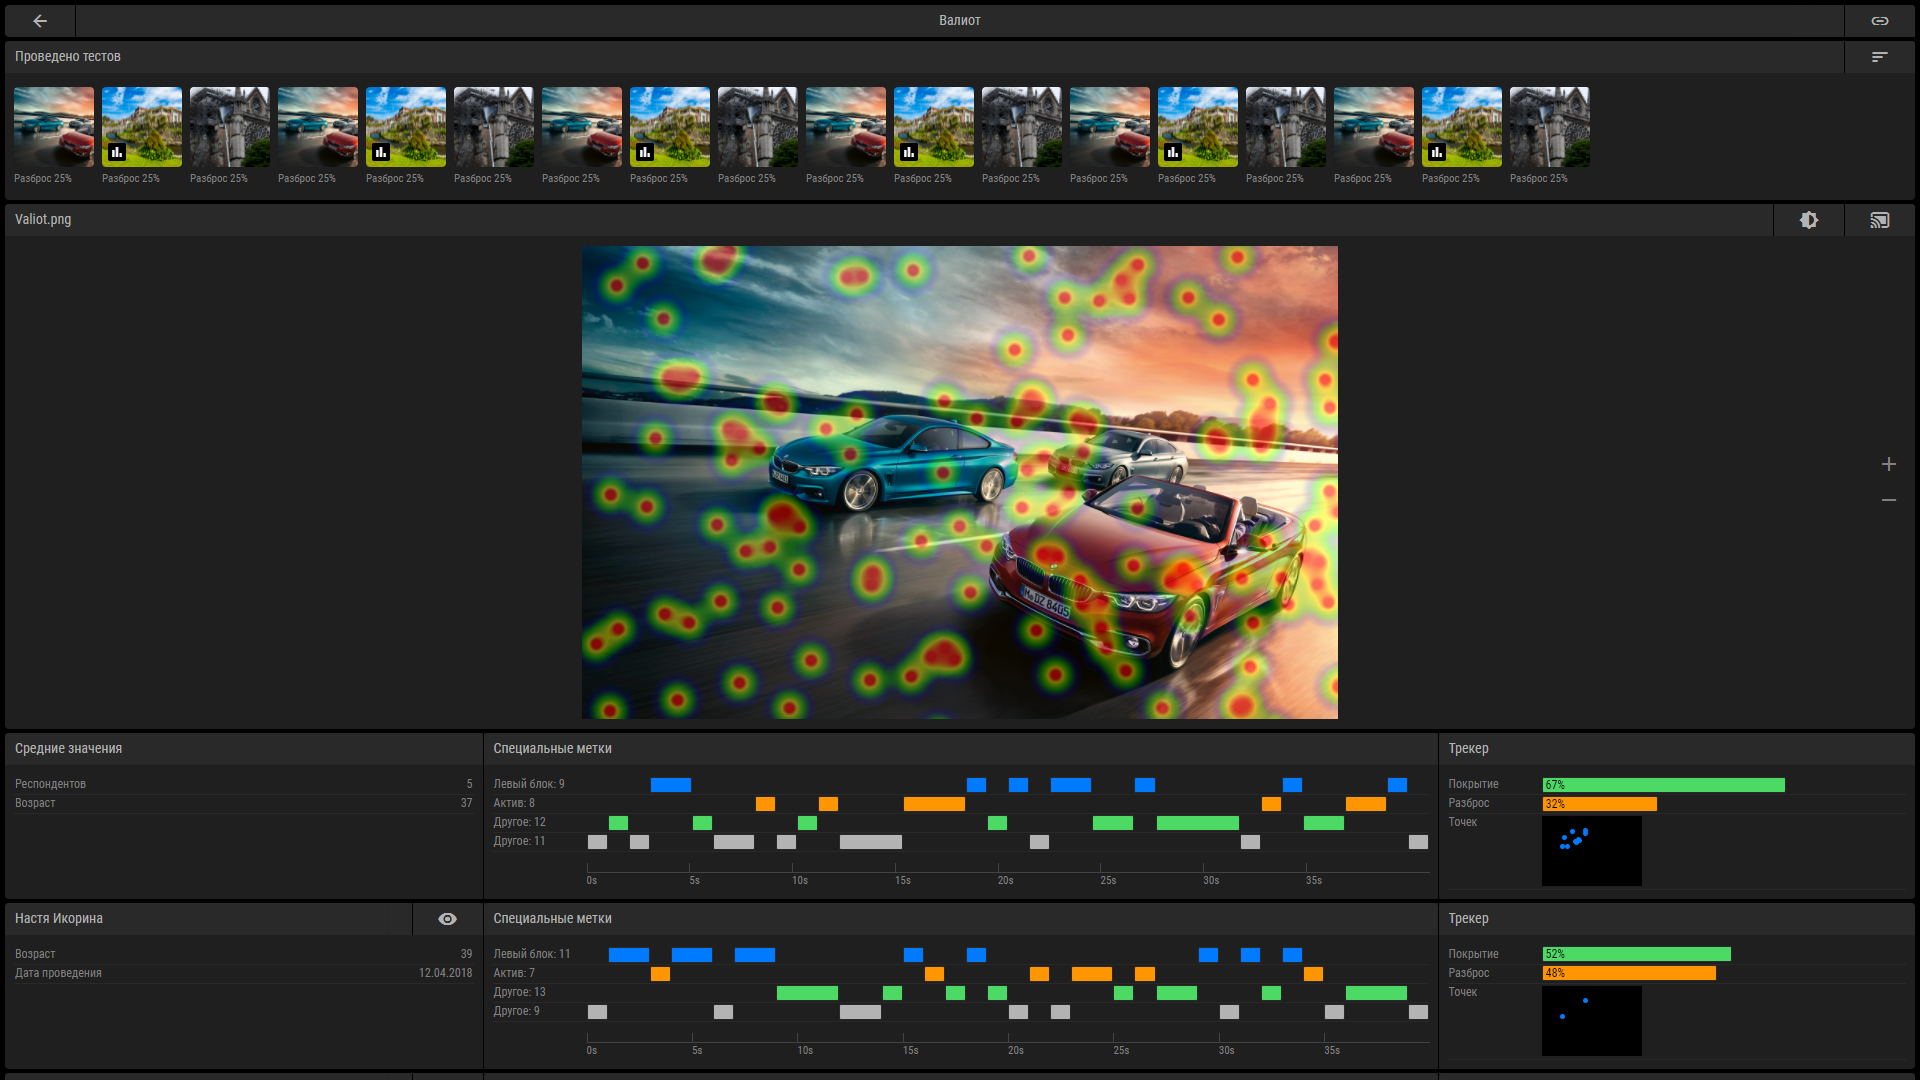 Валиот
Проведено тестов
Разброс 25% Разброс 25% Разброс 25% Разброс 25% Разброс 25% Разброс 25% Разброс 25% Разброс 25% Разброс 25% Разброс 25% Разброс 25% Разброс 25% Разброс 25% Разброс 25% Разброс 25% Разброс 25% Разброс 25% Разброс 25%
Valiot.png
Средние значения
Респондентов 5
Возраст 37
Специальные метки
Левый блок: 9
Актив: 8
Другое: 12
Другое: 11
0s 5s 10s 15s 20s 25s 30s 35s
Трекер
Покрытие 67%
Разброс 32%
Точек
Настя Икорина
Возраст 39
Дата проведения 12.04.2018
Специальные метки
Левый блок: 11
Актив: 7
Другое: 13
Другое: 9
0s 5s 10s 15s 20s 25s 30s 35s
Трекер
Покрытие 52%
Разброс 48%
Точек